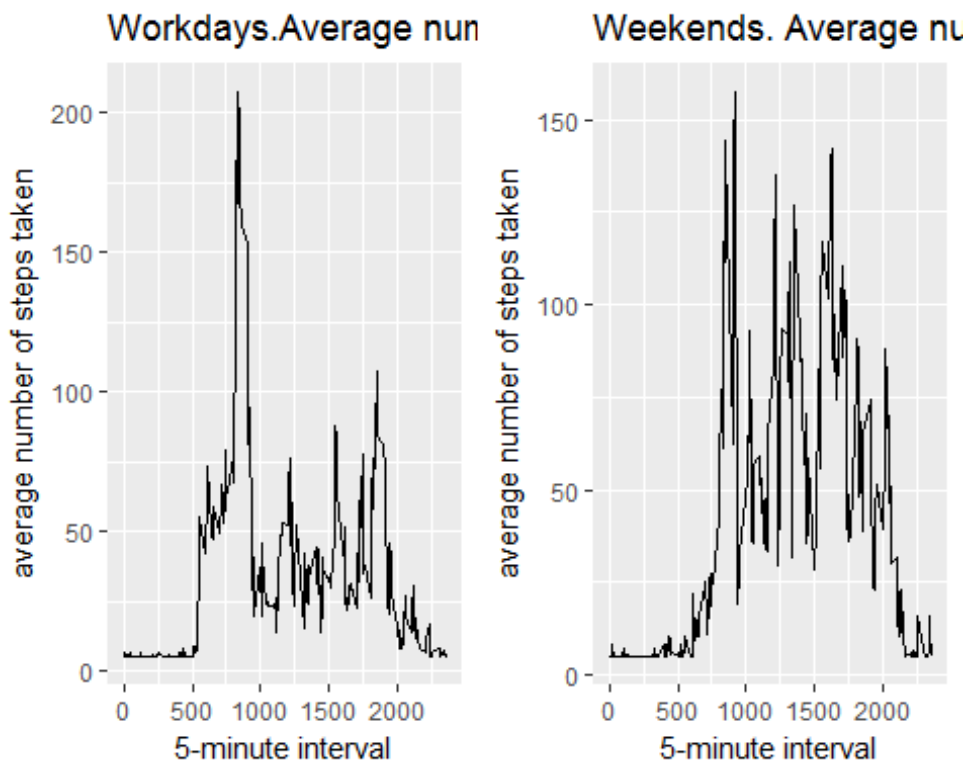 Workdays.Average num
average number of steps taken
200
150
100
50
0
0 500 1000 1500 2000
5-minute interval
Weekends. Average nu
average number of steps taken
150
100
50
0
0 500 1000 1500 2000
5-minute interval